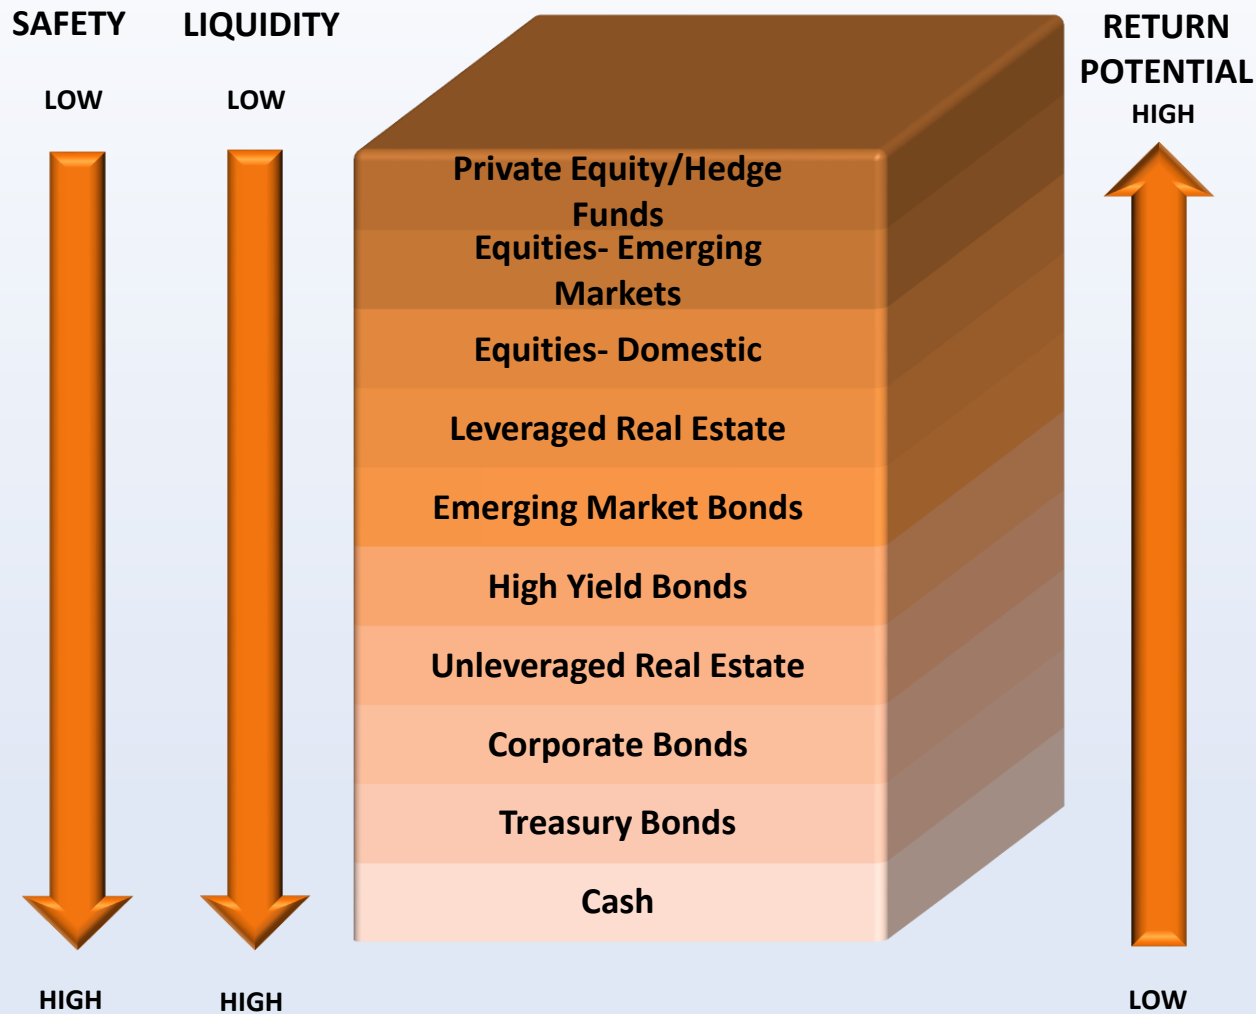 SAFETY
LIQUIDITY
RETURN
POTENTIAL
LOW
LOW
HIGH
Private Equity/Hedge
Funds
Equities- Emerging
Markets
Equities- Domestic
Leveraged Real Estate
Emerging Market Bonds
High Yield Bonds
Unleveraged Real Estate
Corporate Bonds
Treasury Bonds
Cash
HIGH
HIGH
LOW